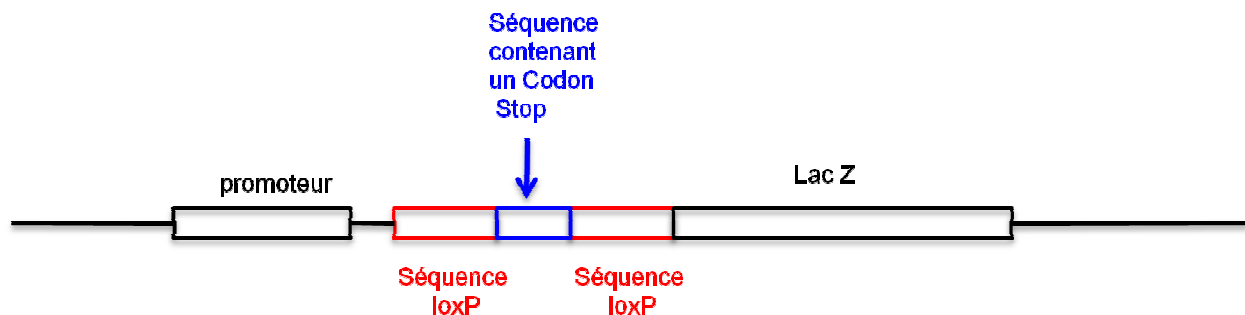 Séquence
contenant
un Codon
Stop
promoteur
Lac Z
Séquence
loxP
Séquence
loxP